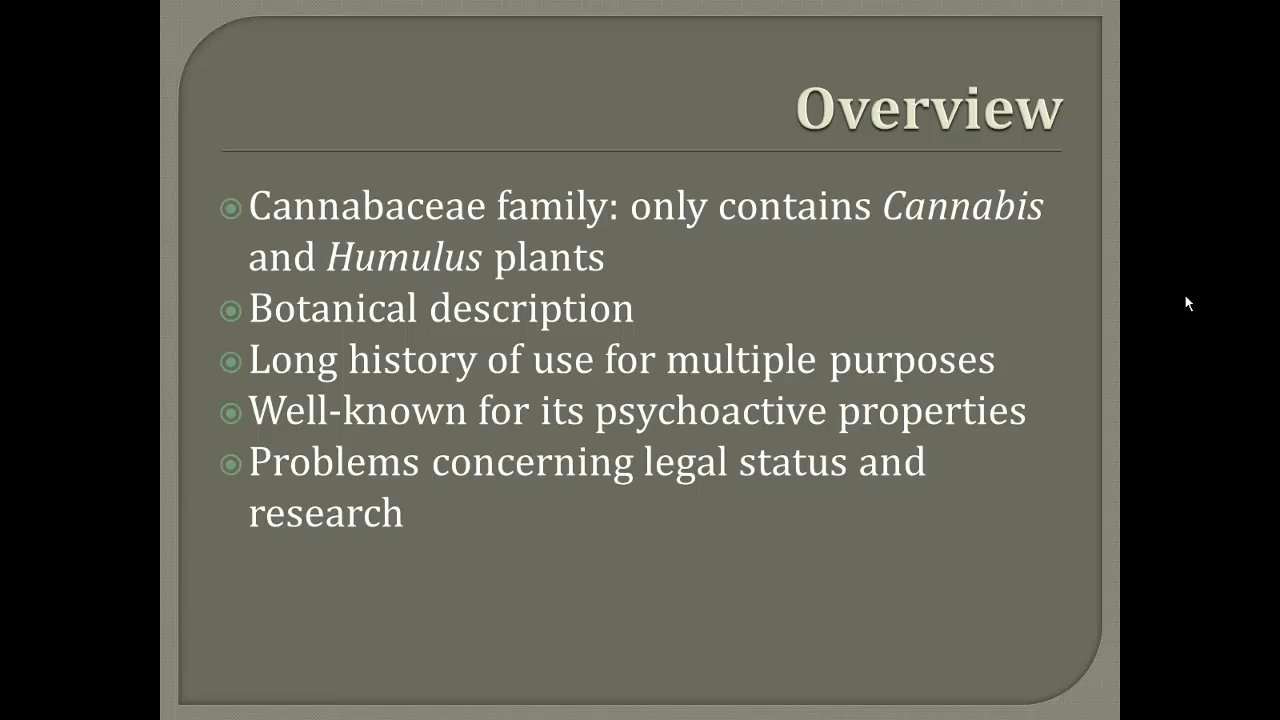 Overview
Cannabaceae family: only contains Cannabis
and Humulus plants
Botanical description
Long history of use for multiple purposes
Well-known for its psychoactive properties
Problems concerning legal status and
research